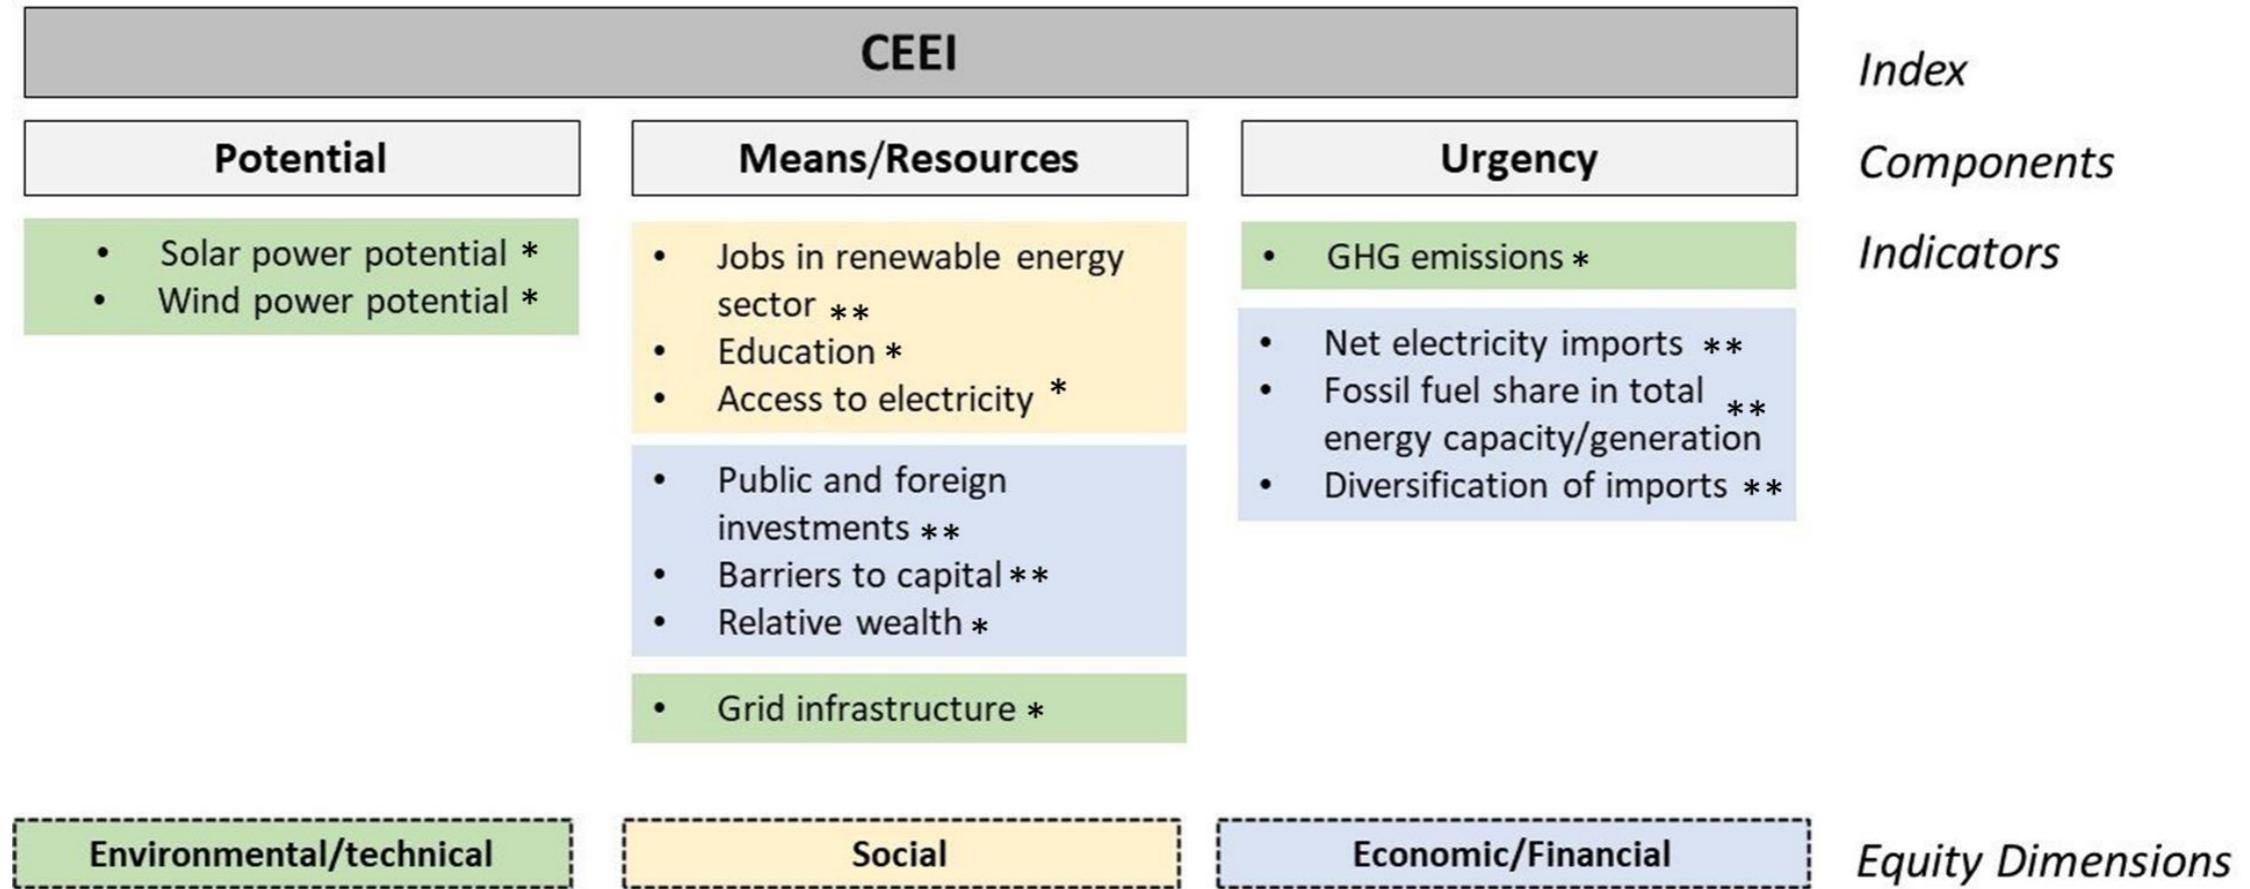 CEEI
Index
Potential
Means/Resources
Urgency
Components
• Solar power potential *
• Wind power potential *
• Jobs in renewable energy
sector **
• Education *
• Access to electricity *
• Public and foreign
investments **
• Barriers to capital **
• Relative wealth *
• Grid infrastructure *
• GHG emissions *
• Net electricity imports **
• Fossil fuel share in total **
energy capacity/generation
• Diversification of imports **
Indicators
Environmental/technical
Social
Economic/Financial
Equity Dimensions